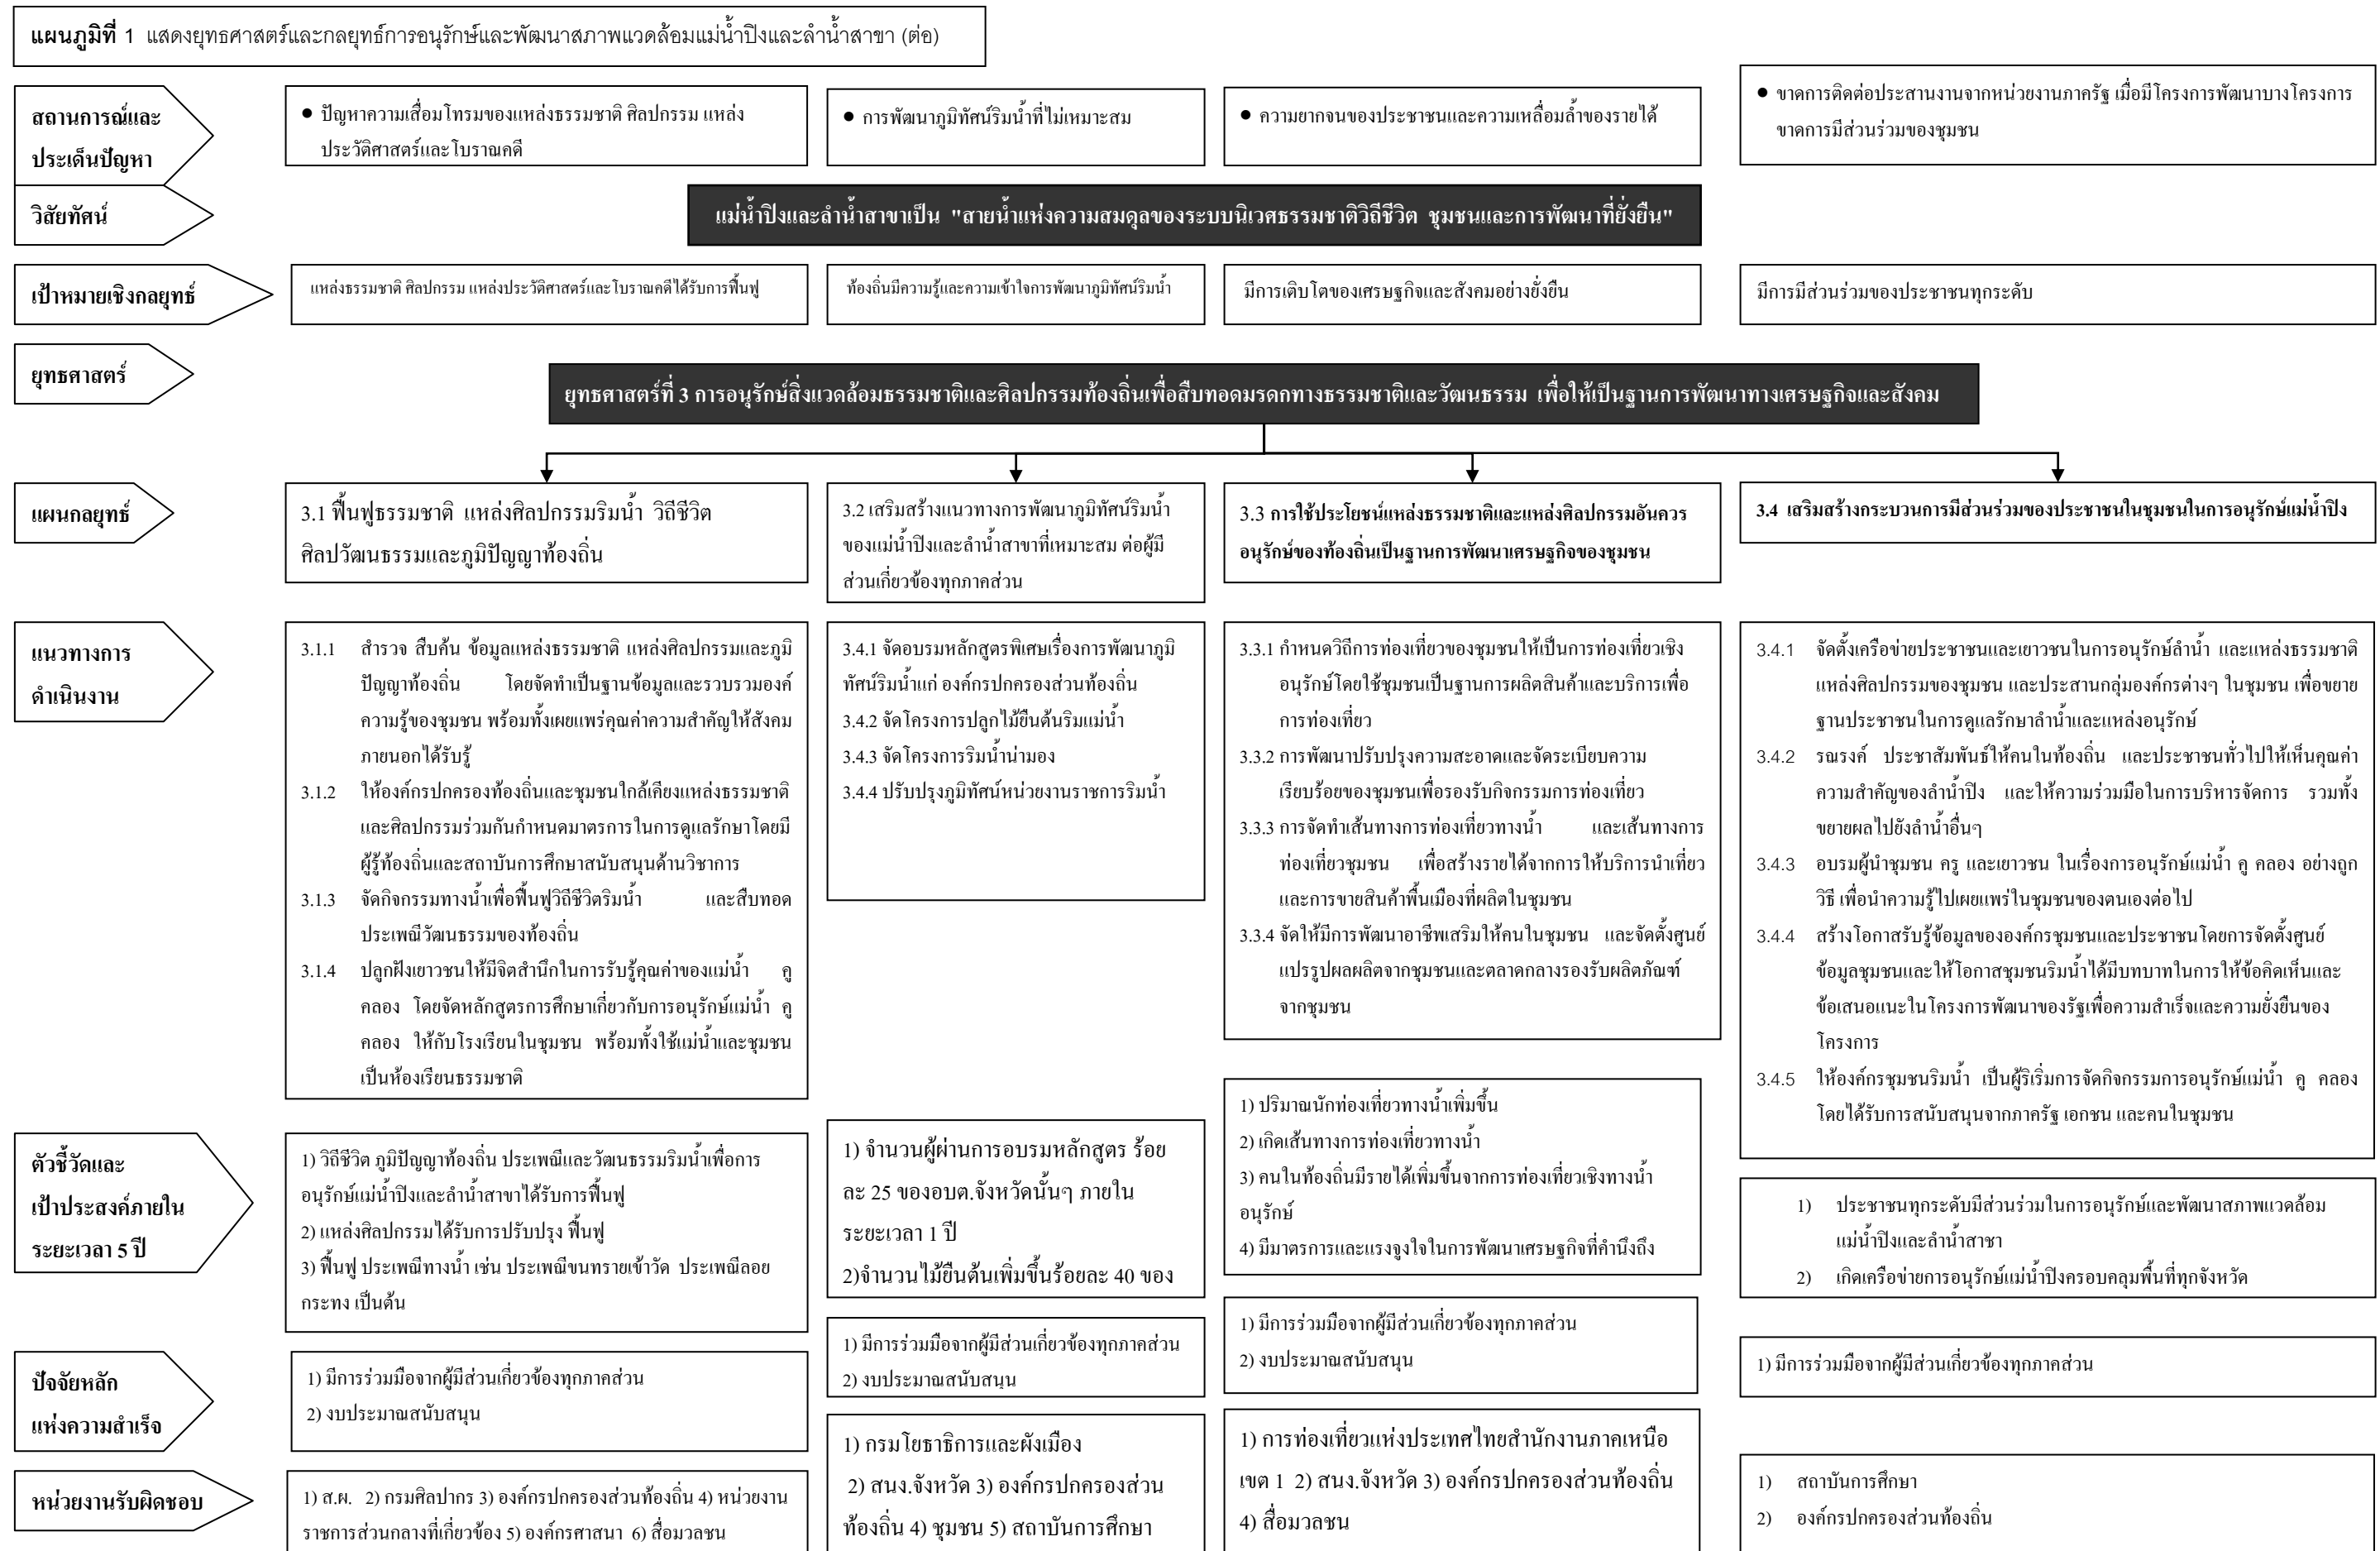 แผนภูมิที่ 1 แสดงยุทธศาสตร์และกลยุทธ์การอนุรักษ์และพัฒนาสภาพแวดล้อมแม่น้ำปิงและลำน้ำสาขา (ต่อ)
สถานการณ์และ
ประเด็นปัญหา
● ปัญหาความเสื่อมโทรมของแหล่งธรรมชาติ ศิลปกรรม แหล่ง
ประวัติศาสตร์และโบราณคดี
● การพัฒนาภูมิทัศน์ริมน้ำที่ไม่เหมาะสม
● ความยากจนของประชาชนและความเหลื่อมล้ำของรายได้
● ขาดการติดต่อประสานงานจากหน่วยงานภาครัฐ เมื่อมีโครงการพัฒนาบางโครงการ
ขาดการมีส่วนร่วมของชุมชน
วิสัยทัศน์
แม่น้ำปิงและลำน้ำสาขาเป็น "สายน้ำแห่งความสมดุลของระบบนิเวศธรรมชาติวิถีชีวิต ชุมชนและการพัฒนาที่ยั่งยืน"
เป้าหมายเชิงกลยุทธ์
แหล่งธรรมชาติ ศิลปกรรม แหล่งประวัติศาสตร์และโบราณคดีได้รับการฟื้นฟู
ท้องถิ่นมีความรู้และความเข้าใจการพัฒนาภูมิทัศน์ริมน้ำ
มีการเติบโตของเศรษฐกิจและสังคมอย่างยั่งยืน
มีการมีส่วนร่วมของประชาชนทุกระดับ
ยุทธศาสตร์
ยุทธศาสตร์ที่ 3 การอนุรักษ์สิ่งแวดล้อมธรรมชาติและศิลปกรรมท้องถิ่นเพื่อสืบทอดมรดกทางธรรมชาติและวัฒนธรรม เพื่อให้เป็นฐานการพัฒนาทางเศรษฐกิจและสังคม
แผนกลยุทธ์
3.1 ฟื้นฟูธรรมชาติ แหล่งศิลปกรรมริมน้ำ วิถีชีวิต
ศิลปวัฒนธรรมและภูมิปัญญาท้องถิ่น
3.2 เสริมสร้างแนวทางการพัฒนาภูมิทัศน์ริมน้ำ
ของแม่น้ำปิงและลำน้ำสาขาที่เหมาะสม ต่อผู้มี
ส่วนเกี่ยวข้องทุกภาคส่วน
3.3 การใช้ประโยชน์แหล่งธรรมชาติและแหล่งศิลปกรรมอันควร
อนุรักษ์ของท้องถิ่นเป็นฐานการพัฒนาเศรษฐกิจของชุมชน
3.4 เสริมสร้างกระบวนการมีส่วนร่วมของประชาชนในชุมชนในการอนุรักษ์แม่น้ำปิง
แนวทางการ
ดำเนินงาน
3.1.1 สำรวจ สืบค้น ข้อมูลแหล่งธรรมชาติ แหล่งศิลปกรรมและภูมิ
ปัญญาท้องถิ่น โดยจัดทำเป็นฐานข้อมูลและรวบรวมองค์
ความรู้ของชุมชน พร้อมทั้งเผยแพร่คุณค่าความสำคัญให้สังคม
ภายนอกได้รับรู้
3.1.2 ให้องค์กรปกครองท้องถิ่นและชุมชนใกล้เคียงแหล่งธรรมชาติ
และศิลปกรรมร่วมกันกำหนดมาตรการในการดูแลรักษาโดยมี
ผู้รู้ท้องถิ่นและสถาบันการศึกษาสนับสนุนด้านวิชาการ
3.1.3 จัดกิจกรรมทางน้ำเพื่อฟื้นฟูวิถีชีวิตริมน้ำ และสืบทอด
ประเพณีวัฒนธรรมของท้องถิ่น
3.1.4 ปลูกฝังเยาวชนให้มีจิตสำนึกในการรับรู้คุณค่าของแม่น้ำ คู
คลอง โดยจัดหลักสูตรการศึกษาเกี่ยวกับการอนุรักษ์แม่น้ำ คู
คลอง ให้กับโรงเรียนในชุมชน พร้อมทั้งใช้แม่น้ำและชุมชน
เป็นห้องเรียนธรรมชาติ
3.4.1 จัดอบรมหลักสูตรพิเศษเรื่องการพัฒนาภูมิ
ทัศน์ริมน้ำแก่ องค์กรปกครองส่วนท้องถิ่น
3.4.2 จัดโครงการปลูกไม้ยืนต้นริมแม่น้ำ
3.4.3 จัดโครงการริมน้ำน่ามอง
3.4.4 ปรับปรุงภูมิทัศน์หน่วยงานราชการริมน้ำ
3.3.1 กำหนดวิถีการท่องเที่ยวของชุมชนให้เป็นการท่องเที่ยวเชิง
อนุรักษ์โดยใช้ชุมชนเป็นฐานการผลิตสินค้าและบริการเพื่อ
การท่องเที่ยว
3.3.2 การพัฒนาปรับปรุงความสะอาดและจัดระเบียบความ
เรียบร้อยของชุมชนเพื่อรองรับกิจกรรมการท่องเที่ยว
3.3.3 การจัดทำเส้นทางการท่องเที่ยวทางน้ำ และเส้นทางการ
ท่องเที่ยวชุมชน เพื่อสร้างรายได้จากการให้บริการนำเที่ยว
และการขายสินค้าพื้นเมืองที่ผลิตในชุมชน
3.3.4 จัดให้มีการพัฒนาอาชีพเสริมให้คนในชุมชน และจัดตั้งศูนย์
แปรรูปผลผลิตจากชุมชนและตลาดกลางรองรับผลิตภัณฑ์
จากชุมชน
3.4.1 จัดตั้งเครือข่ายประชาชนและเยาวชนในการอนุรักษ์ลำน้ำ และแหล่งธรรมชาติ
แหล่งศิลปกรรมของชุมชน และประสานกลุ่มองค์กรต่างๆ ในชุมชน เพื่อขยาย
ฐานประชาชนในการดูแลรักษาลำน้ำและแหล่งอนุรักษ์
3.4.2 รณรงค์ ประชาสัมพันธ์ให้คนในท้องถิ่น และประชาชนทั่วไปให้เห็นคุณค่า
ความสำคัญของลำน้ำปิง และให้ความร่วมมือในการบริหารจัดการ รวมทั้ง
ขยายผลไปยังลำน้ำอื่นๆ
3.4.3 อบรมผู้นำชุมชน ครู และเยาวชน ในเรื่องการอนุรักษ์แม่น้ำ คู คลอง อย่างถูก
วิธี เพื่อนำความรู้ไปเผยแพร่ในชุมชนของตนเองต่อไป
3.4.4 สร้างโอกาสรับรู้ข้อมูลขององค์กรชุมชนและประชาชนโดยการจัดตั้งศูนย์
ข้อมูลชุมชนและให้โอกาสชุมชนริมน้ำได้มีบทบาทในการให้ข้อคิดเห็นและ
ข้อเสนอแนะในโครงการพัฒนาของรัฐเพื่อความสำเร็จและความยั่งยืนของ
โครงการ
3.4.5 ให้องค์กรชุมชนริมน้ำ เป็นผู้ริเริ่มการจัดกิจกรรมการอนุรักษ์แม่น้ำ คู คลอง
โดยได้รับการสนับสนุนจากภาครัฐ เอกชน และคนในชุมชน
ตัวชี้วัดและ
เป้าประสงค์ภายใน
ระยะเวลา 5 ปี
1) วิถีชีวิต ภูมิปัญญาท้องถิ่น ประเพณีและวัฒนธรรมริมน้ำเพื่อการ
อนุรักษ์แม่น้ำปิงและลำน้ำสาขาได้รับการฟื้นฟู
2) แหล่งศิลปกรรมได้รับการปรับปรุง ฟื้นฟู
3) ฟื้นฟู ประเพณีทางน้ำ เช่น ประเพณีขนทรายเข้าวัด ประเพณีลอย
กระทง เป็นต้น
1) จำนวนผู้ผ่านการอบรมหลักสูตร ร้อย
ละ 25 ของอบต.จังหวัดนั้นๆ ภายใน
ระยะเวลา 1 ปี
2)จำนวนไม้ยืนต้นเพิ่มขึ้นร้อยละ 40 ของ
1) ปริมาณนักท่องเที่ยวทางน้ำเพิ่มขึ้น
2) เกิดเส้นทางการท่องเที่ยวทางน้ำ
3) คนในท้องถิ่นมีรายได้เพิ่มขึ้นจากการท่องเที่ยวเชิงทางน้ำ
อนุรักษ์
4) มีมาตรการและแรงจูงใจในการพัฒนาเศรษฐกิจที่คำนึงถึง
1) ประชาชนทุกระดับมีส่วนร่วมในการอนุรักษ์และพัฒนาสภาพแวดล้อม
แม่น้ำปิงและลำน้ำสาชา
2) เกิดเครือข่ายการอนุรักษ์แม่น้ำปิงครอบคลุมพื้นที่ทุกจังหวัด
ปัจจัยหลัก
แห่งความสำเร็จ
1) มีการร่วมมือจากผู้มีส่วนเกี่ยวข้องทุกภาคส่วน
2) งบประมาณสนับสนุน
1) มีการร่วมมือจากผู้มีส่วนเกี่ยวข้องทุกภาคส่วน
2) งบประมาณสนับสนุน
1) มีการร่วมมือจากผู้มีส่วนเกี่ยวข้องทุกภาคส่วน
2) งบประมาณสนับสนุน
1) มีการร่วมมือจากผู้มีส่วนเกี่ยวข้องทุกภาคส่วน
หน่วยงานรับผิดชอบ
1) ส.ผ. 2) กรมศิลปากร 3) องค์กรปกครองส่วนท้องถิ่น 4) หน่วยงาน
ราชการส่วนกลางที่เกี่ยวข้อง 5) องค์กรศาสนา 6) สื่อมวลชน
1) กรมโยธาธิการและผังเมือง
2) สนง.จังหวัด 3) องค์กรปกครองส่วน
ท้องถิ่น 4) ชุมชน 5) สถาบันการศึกษา
1) การท่องเที่ยวแห่งประเทศไทยสำนักงานภาคเหนือ
เขต 1 2) สนง.จังหวัด 3) องค์กรปกครองส่วนท้องถิ่น
4) สื่อมวลชน
1) สถาบันการศึกษา
2) องค์กรปกครองส่วนท้องถิ่น